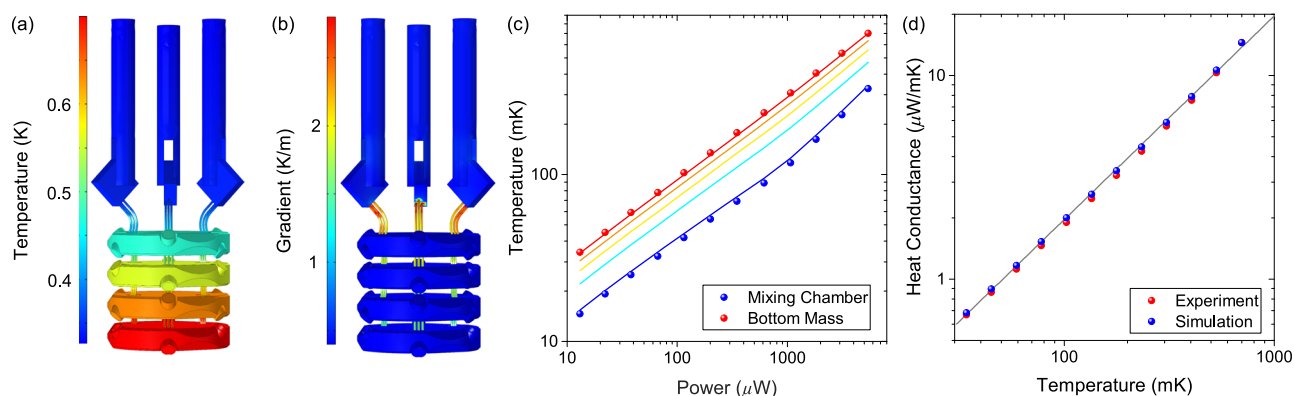 (a)
Temperature (K)
0.6
0.5
0.4
(b)
Gradient (K/m)
2
1
(c)
Temperature (mK)
100
10
10
100
1000
10000
Power (μW)
Mixing Chamber
Bottom Mass
(d)
Heat Conductance (μW/mK)
10
1
100
1000
Temperature (mK)
Experiment
Simulation